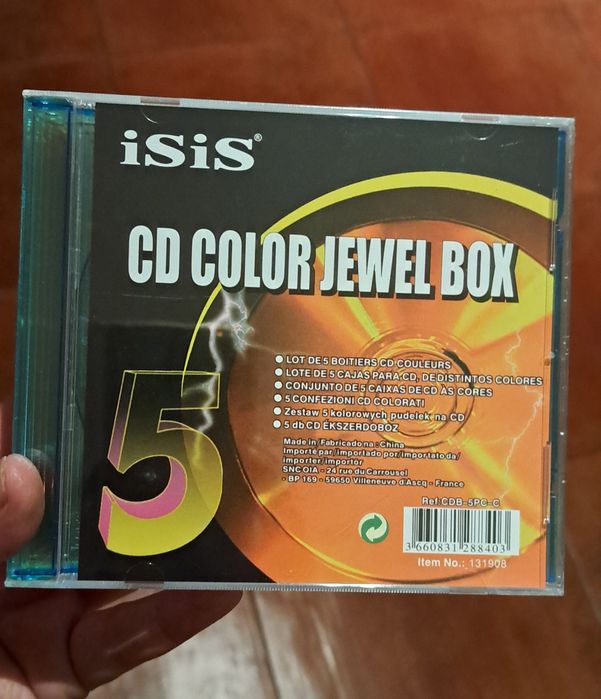 iSiS®
CD COLOR JEWEL BOX
5
LOT DE 5 BOITIERS CD COULEURS
LOTE DE 5 CAJAS PARA CD, DE DISTINTOS COLORES
CONJUNTO DE 5 CAIXAS DE CD AS CORES
5 CONFEZIONI CD COLORATI
Zestaw 5 kolorowych pudelek na CD
5 db CD ÉKSZERDOBOZ
Made in/Fabricado na: China
Importé par/importado por/importato da/
importer/importör
SNC OIA - 24 rue du Carrousel
- BP 169 - 59650 Villeneuve d'Ascq - France
Ref:CDB-5PC-C
3 660831 288403
Item No.: 131908